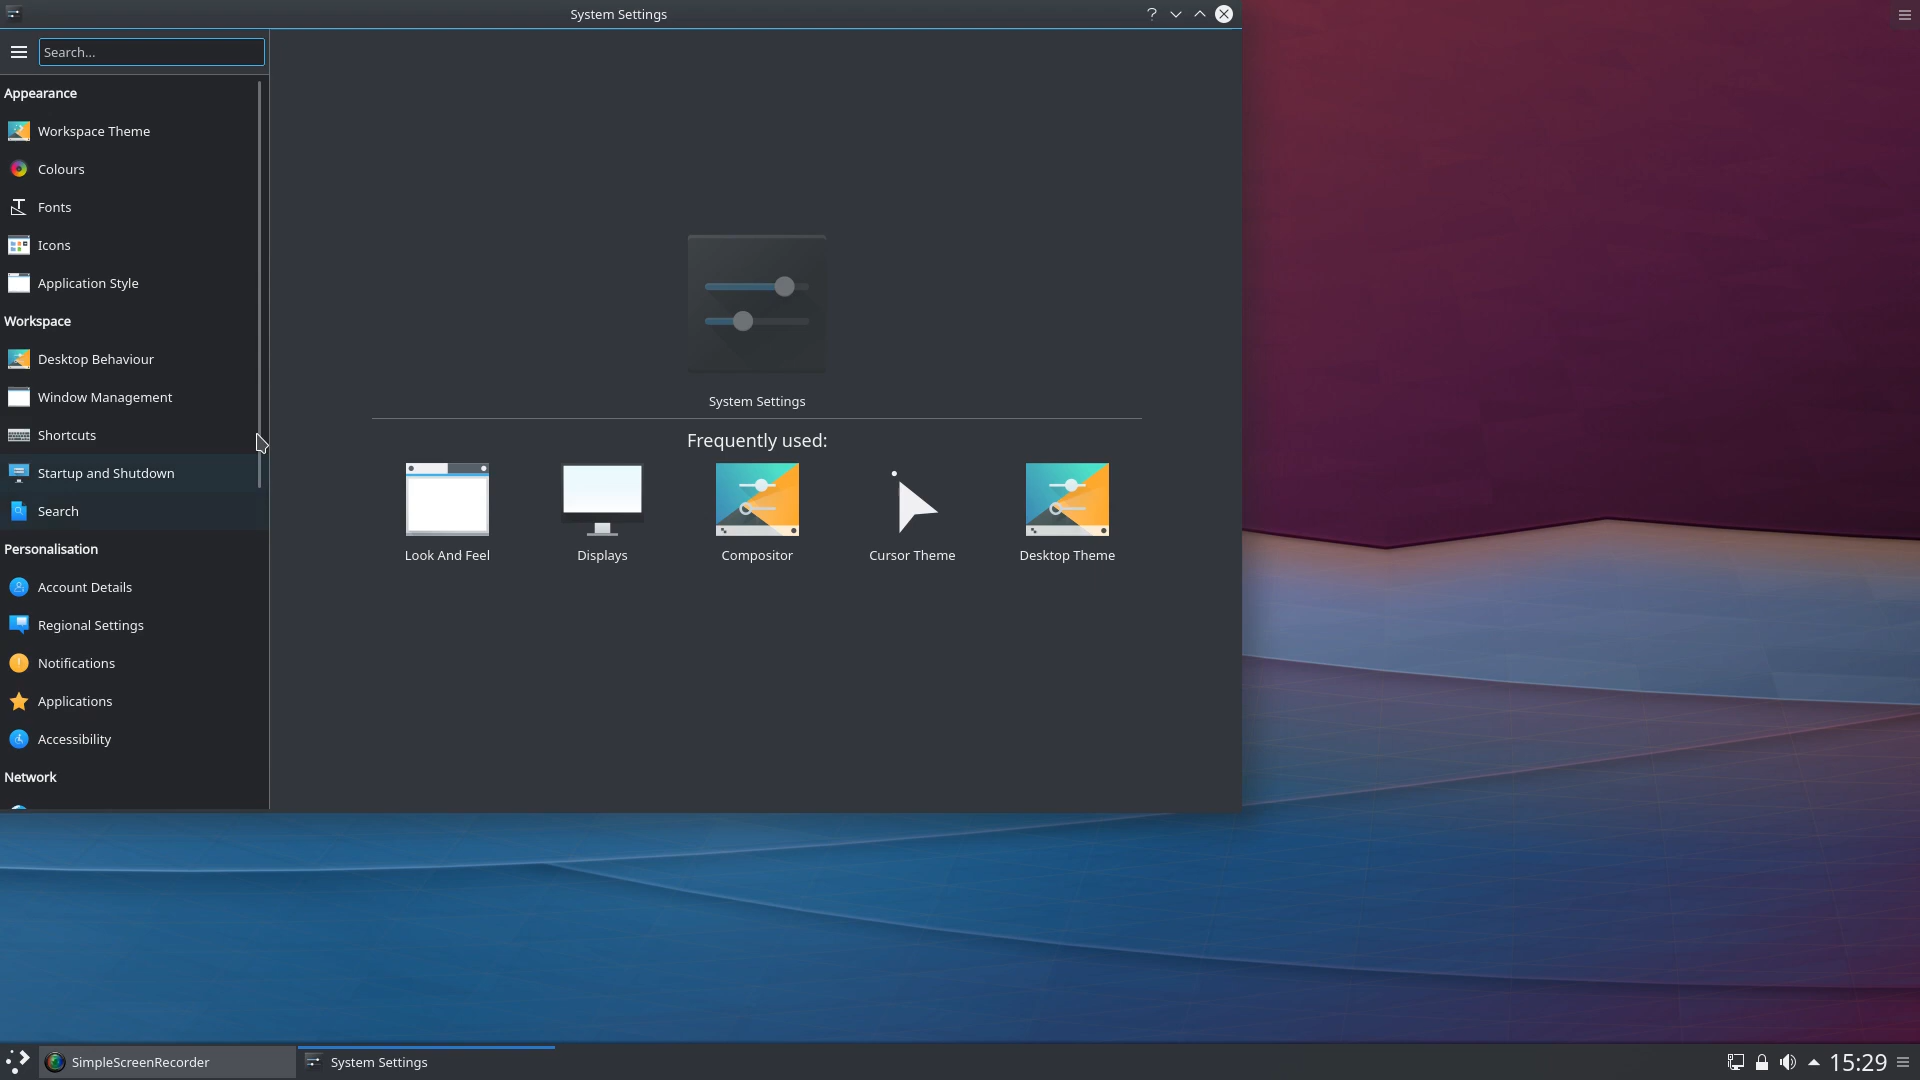 System Settings
Search...
Appearance
Workspace Theme
Colours
Fonts
Icons
Application Style
Workspace
Desktop Behaviour
Window Management
Shortcuts
Startup and Shutdown
Search
Personalisation
Account Details
Regional Settings
Notifications
Applications
Accessibility
Network
System Settings
Frequently used:
Look And Feel
Displays
Compositor
Cursor Theme
Desktop Theme
SimpleScreenRecorder
System Settings
15:29